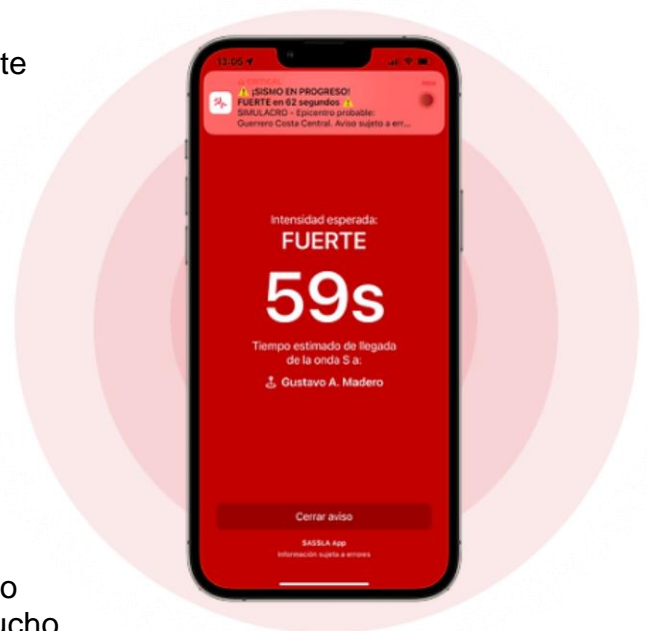 te
13:05
CRITICAL
¡SISMO EN PROGRESO!
FUERTE en 62 segundos
SIMULACRO - Epicentro probable:
Guerrero Costa Central. Aviso sujeto a err...
Intensidad esperada:
FUERTE
59s
Tiempo estimado de llegada
de la onda S a:
Gustavo A. Madero
Cerrar aviso
SASSLA App
Información sujeta a errores
o
ucho